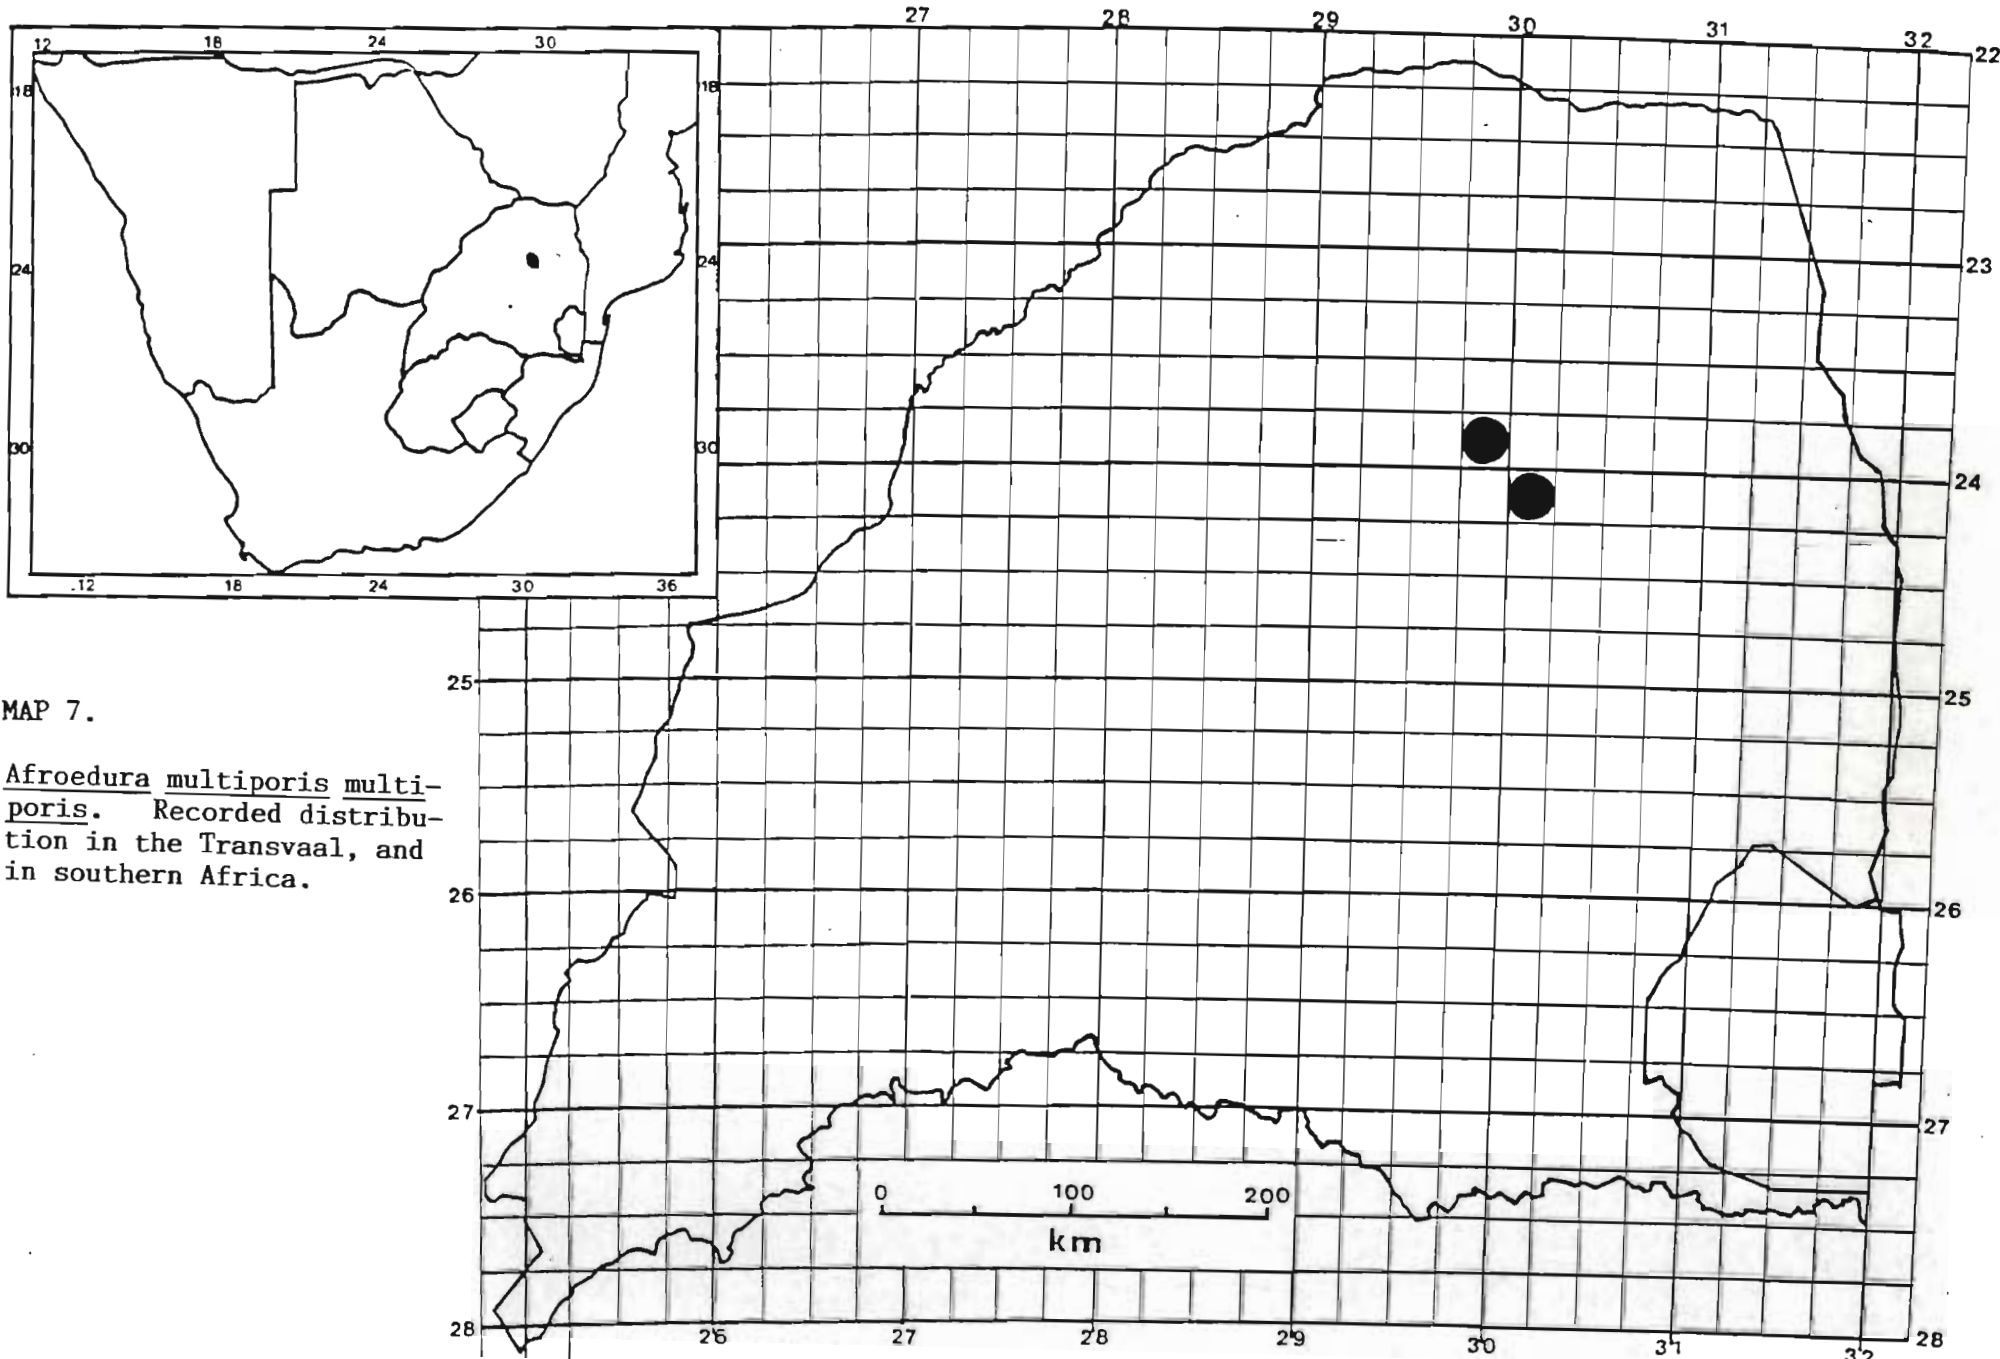 27 28 29 30 31 32
22
12 18 24 30
18 18
23
24 24
24
30 30
.12 18 24 30 36
25 25
MAP 7.
Afroedura multiporis multi-
poris. Recorded distribu-
tion in the Transvaal, and
in southern Africa.
26 26
27 27
0 100 200
km
28 28
26 27 28 29 30 31 32